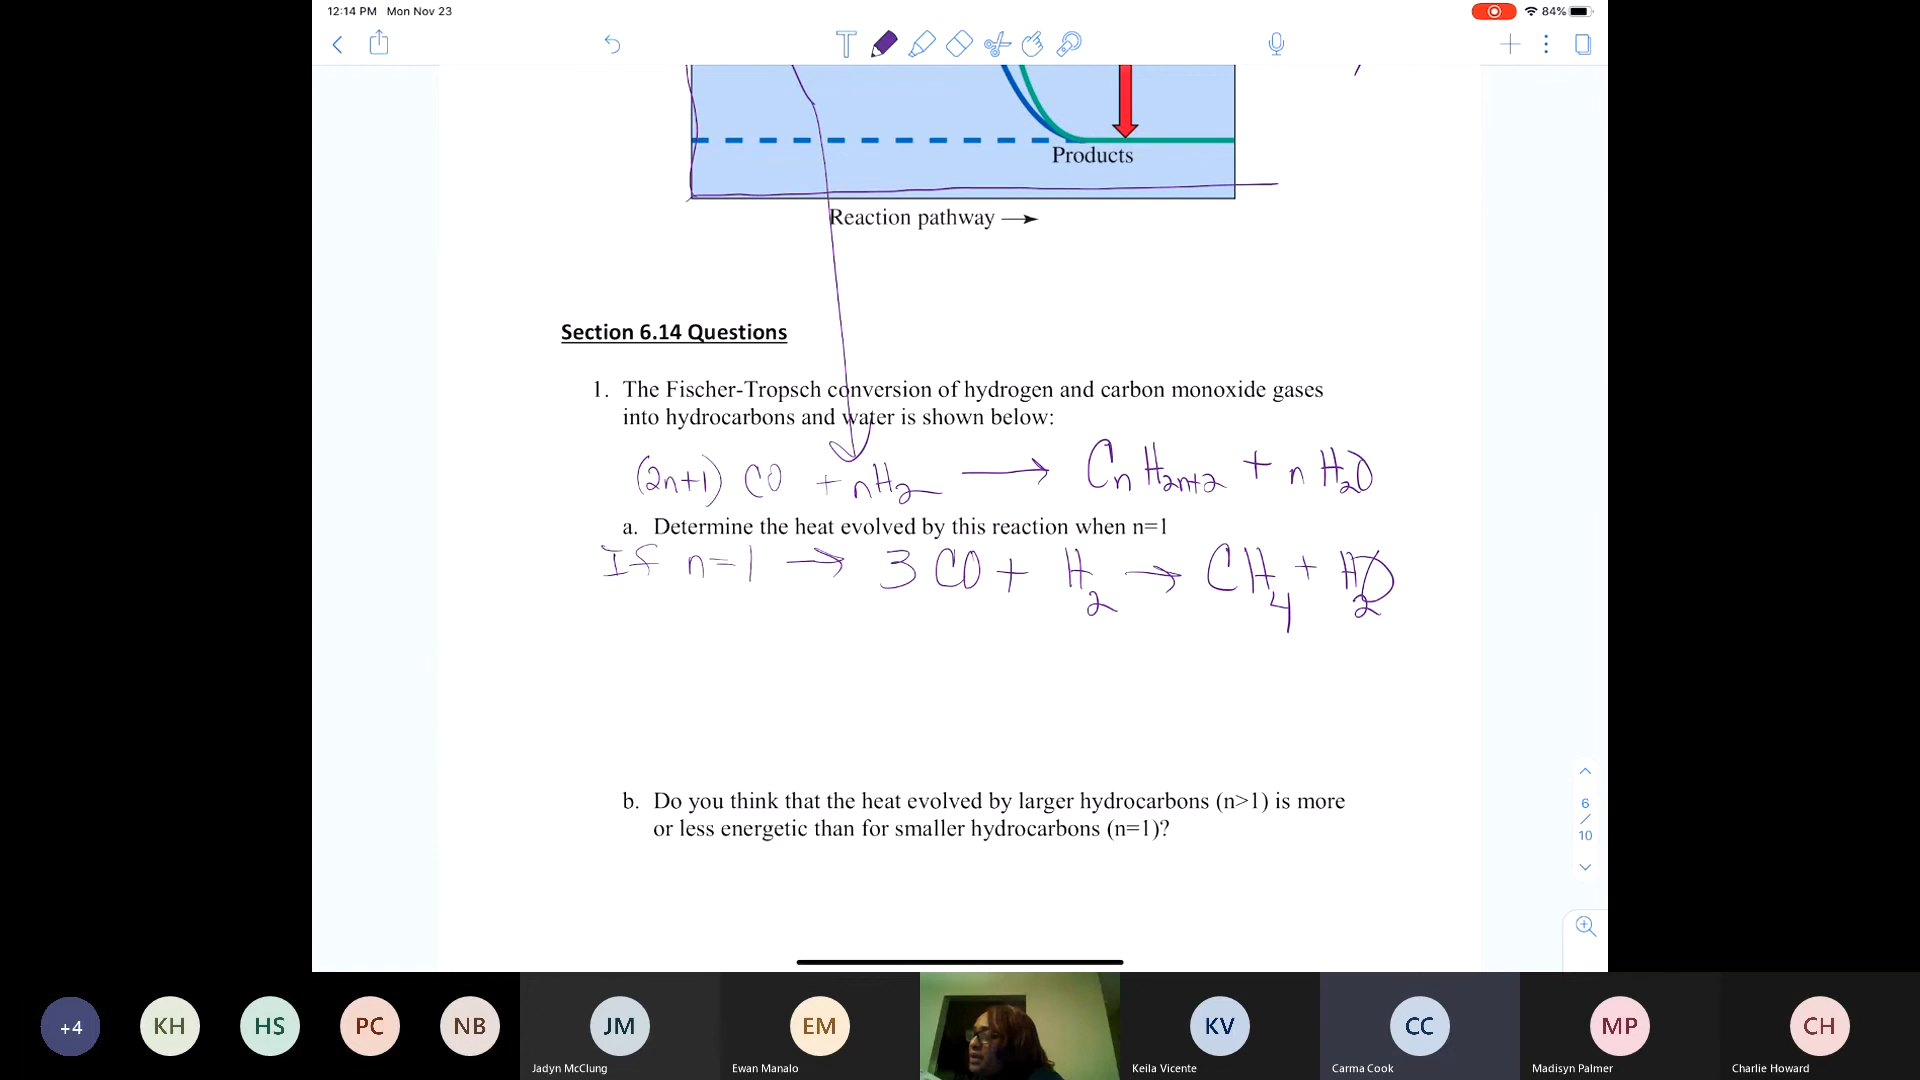 12:14 PM Mon Nov 23
84%
Products
Reaction pathway →
Section 6.14 Questions
1. The Fischer-Tropsch conversion of hydrogen and carbon monoxide gases
into hydrocarbons and water is shown below:
(2n+1) CO + nH2 → CnH2n+2 + n H2O
a. Determine the heat evolved by this reaction when n=1
If n=1 → 3 CO + H2 → CH4 + H2O
b. Do you think that the heat evolved by larger hydrocarbons (n>1) is more
or less energetic than for smaller hydrocarbons (n=1)?
6
/
10
+4
KH
HS
PC
NB
JM
EM
KV
CC
MP
CH
Jadyn McClung
Ewan Manalo
Keila Vicente
Carma Cook
Madisyn Palmer
Charlie Howard